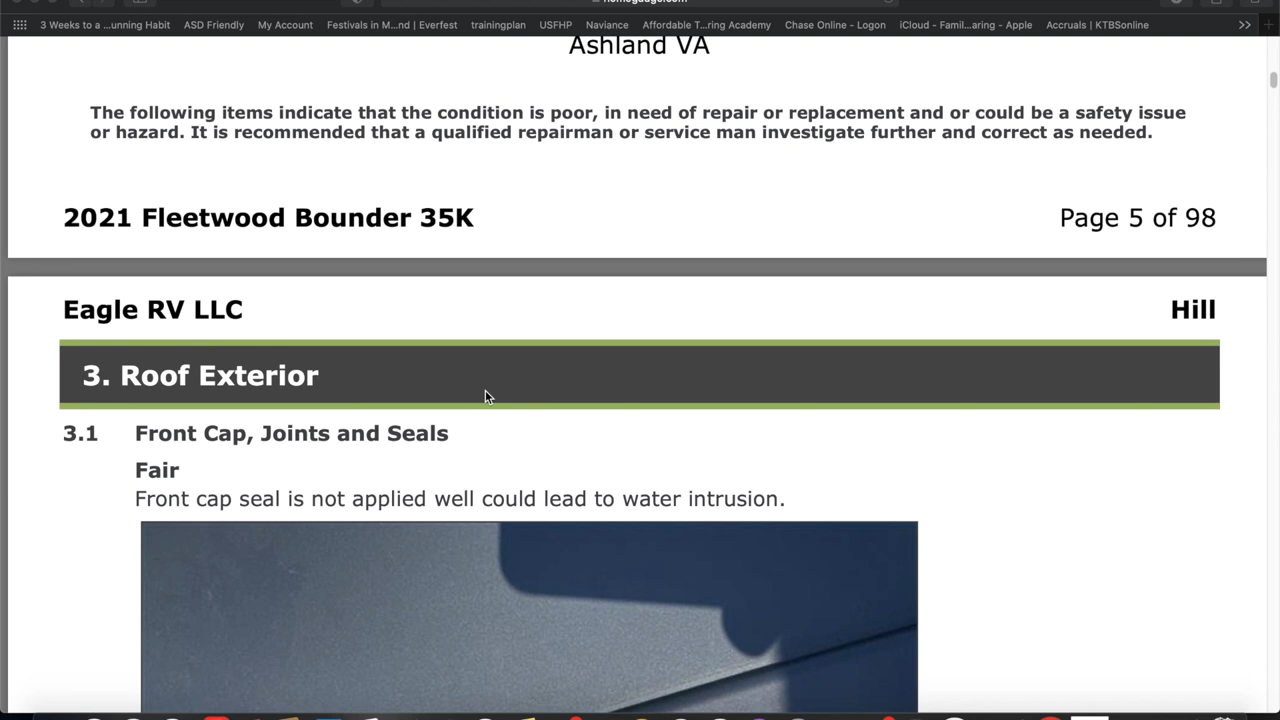 3 Weeks to a ...unning Habit ASD Friendly My Account Festivals in M...nd | Everfest trainingplan USFHP Naviance Affordable T...ring Academy Chase Online - Logon iCloud - Famil...aring - Apple Accruals | KTBSonline
Ashland VA
The following items indicate that the condition is poor, in need of repair or replacement and or could be a safety issue
or hazard. It is recommended that a qualified repairman or service man investigate further and correct as needed.
2021 Fleetwood Bounder 35K Page 5 of 98
Eagle RV LLC Hill
3. Roof Exterior
3.1 Front Cap, Joints and Seals
Fair
Front cap seal is not applied well could lead to water intrusion.